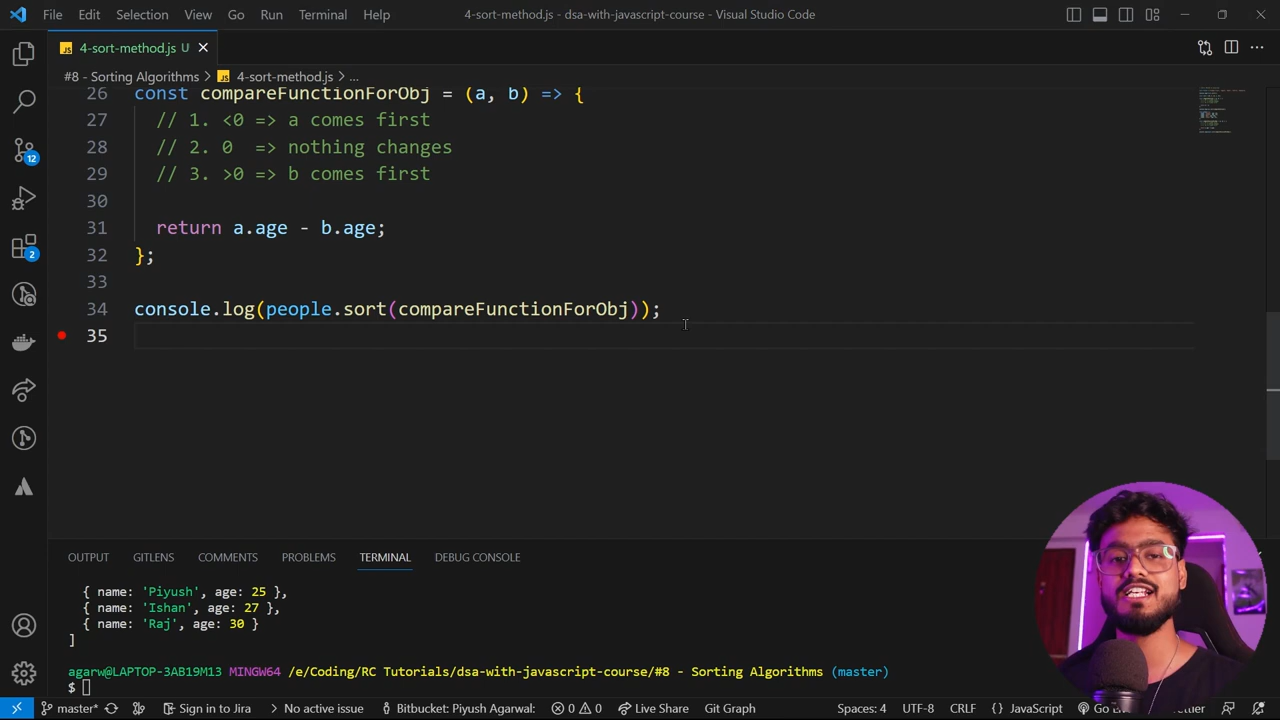 File Edit Selection View Go Run Terminal Help
4-sort-method.js - dsa-with-javascript-course - Visual Studio Code
JS 4-sort-method.js U
#8 - Sorting Algorithms > JS 4-sort-method.js > ...
26 const compareFunctionForObj = (a, b) => {
27 // 1. <0 => a comes first
28 // 2. 0  => nothing changes
29 // 3. >0 => b comes first
30
31 return a.age - b.age;
32 };
33
34 console.log(people.sort(compareFunctionForObj));
35
12
2
OUTPUT GITLENS COMMENTS PROBLEMS TERMINAL DEBUG CONSOLE
{ name: 'Piyush', age: 25 },
{ name: 'Ishan', age: 27 },
{ name: 'Raj', age: 30 }
]
agarw@LAPTOP-3AB19M13 MINGW64 /e/Coding/RC Tutorials/dsa-with-javascript-course/#8 - Sorting Algorithms (master)
$
master* Sign in to Jira No active issue Bitbucket: Piyush Agarwal: 0 0 Live Share Git Graph Spaces: 4 UTF-8 CRLF {} JavaScript